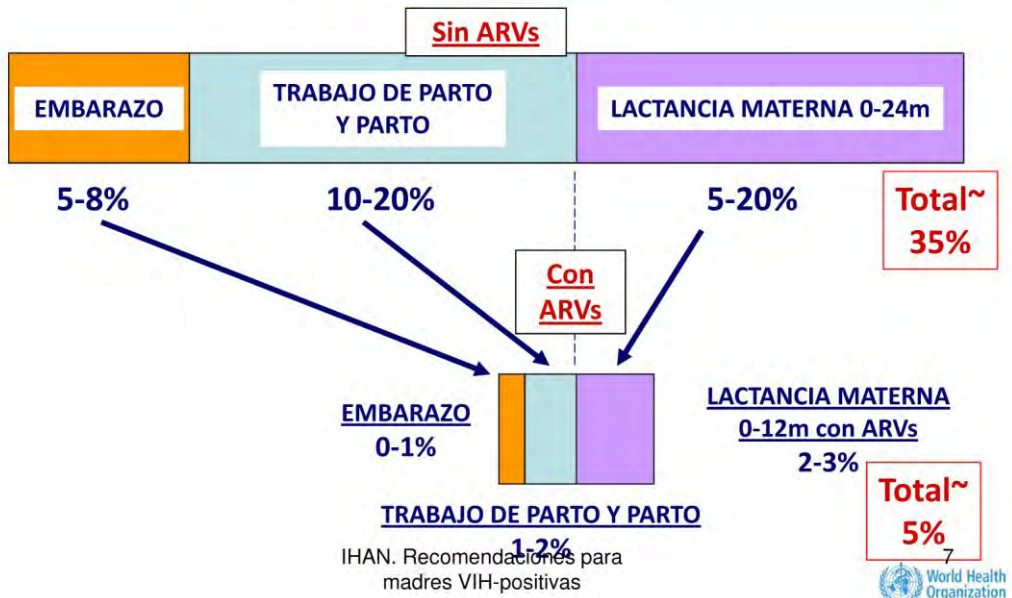 Sin ARVs
EMBARAZO
TRABAJO DE PARTO
Y PARTO
LACTANCIA MATERNA 0-24m
5-8%
10-20%
5-20%
Total~
35%
Con
ARVs
EMBARAZO
0-1%
LACTANCIA MATERNA
0-12m con ARVs
2-3%
TRABAJO DE PARTO Y PARTO
1-2%
Total~
5%
IHAN. Recomendaciones para
madres VIH-positivas
7
World Health
Organization